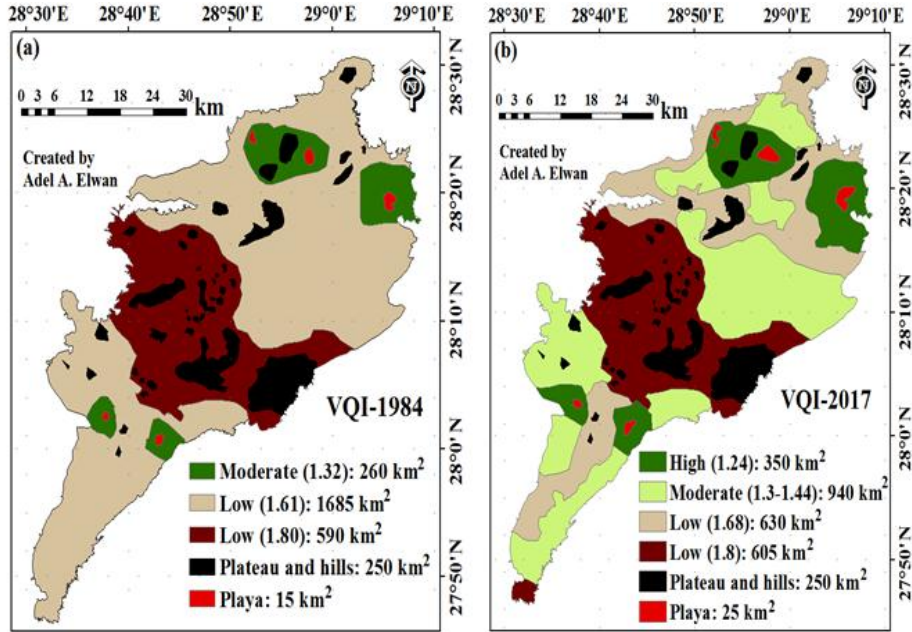 28°30'E 28°40'E 28°50'E 29°0'E 29°10'E
(a)
N
0 3 6 12 18 24 30 km
Created by
Adel A. Elwan
28°30'N
28°20'N
28°10'N
28°0'N
27°50'N
VQI-1984
Moderate (1.32): 260 km²
Low (1.61): 1685 km²
Low (1.80): 590 km²
Plateau and hills: 250 km²
Playa: 15 km²
28°30'E 28°40'E 28°50'E 29°0'E 29°10'E
(b)
N
0 3 6 12 18 24 30 km
Created by
Adel A. Elwan
28°30'N
28°20'N
28°10'N
28°0'N
27°50'N
VQI-2017
High (1.24): 350 km²
Moderate (1.3-1.44): 940 km²
Low (1.68): 630 km²
Low (1.8): 605 km²
Plateau and hills: 250 km²
Playa: 25 km²